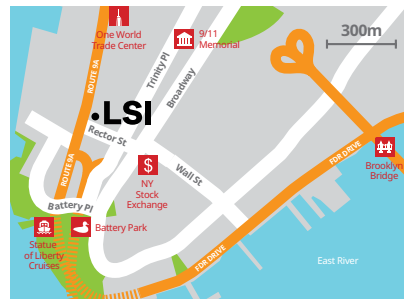 One World
Trade Center
9/11
Memorial
300m
ROUTE 9A
Trinity Pl
Broadway
LSI
Rector St
Wall St
$
NY
Stock
Exchange
FDR DRIVE
Brooklyn
Bridge
ROUTE 9A
Battery Pl
Battery Park
Statue
of Liberty
Cruises
FDR DRIVE
East River